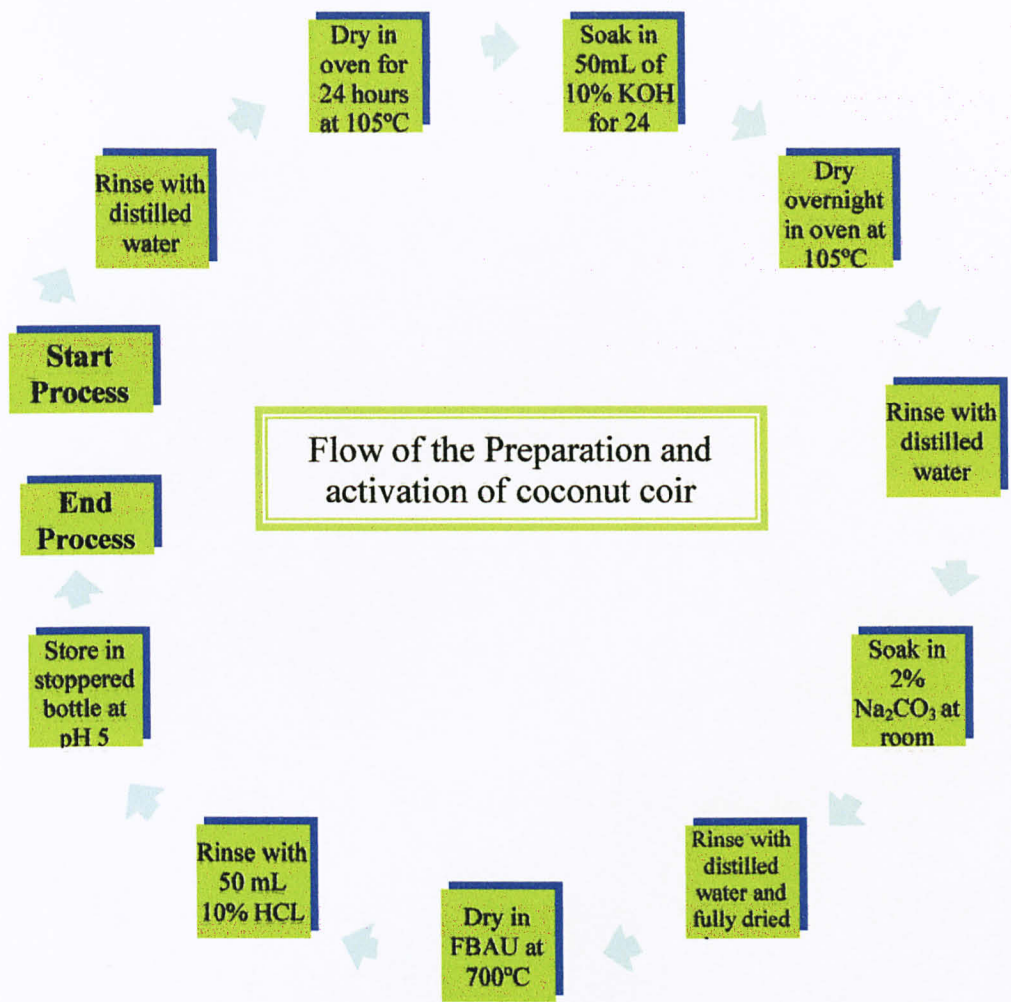 Dry in
oven for
24 hours
at 105ºC
Soak in
50mL of
10% KOH
for 24
Rinse with
distilled
water
Dry
overnight
in oven at
105ºC
Start
Process
Rinse with
distilled
water
Flow of the Preparation and
activation of coconut coir
End
Process
Store in
stoppered
bottle at
pH 5
Soak in
2%
Na₂CO₃ at
room
Rinse with
50 mL
10% HCL
Dry in
FBAU at
700ºC
Rinse with
distilled
water and
fully dried